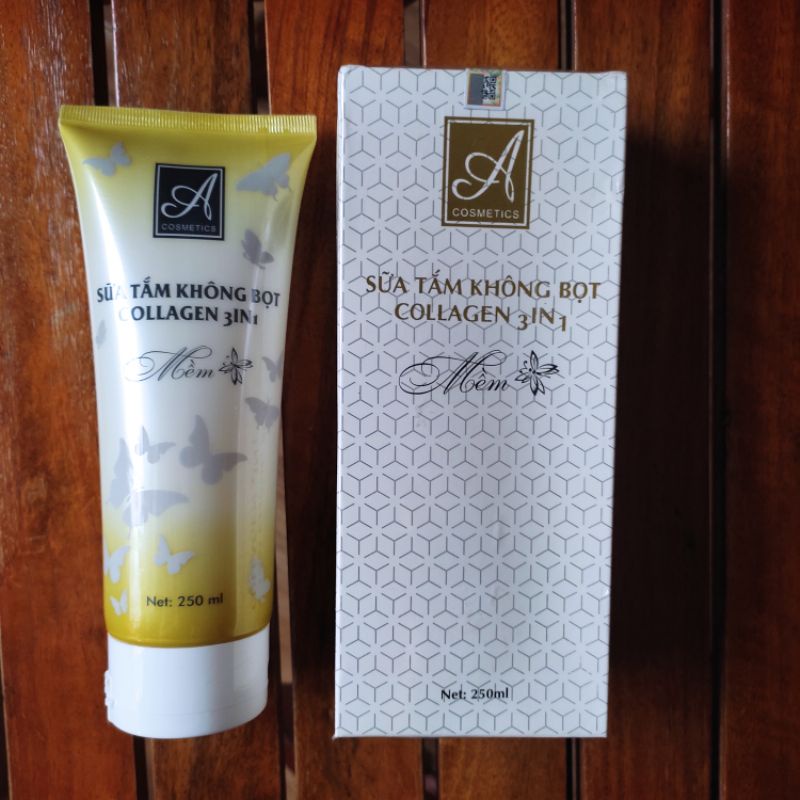 A
COSMETICS
SỮA TẮM KHÔNG BỌT
COLLAGEN 3IN1
Mềm
Net: 250 ml
A
COSMETICS
SỮA TẮM KHÔNG BỌT
COLLAGEN 3IN1
Mềm
Net: 250ml